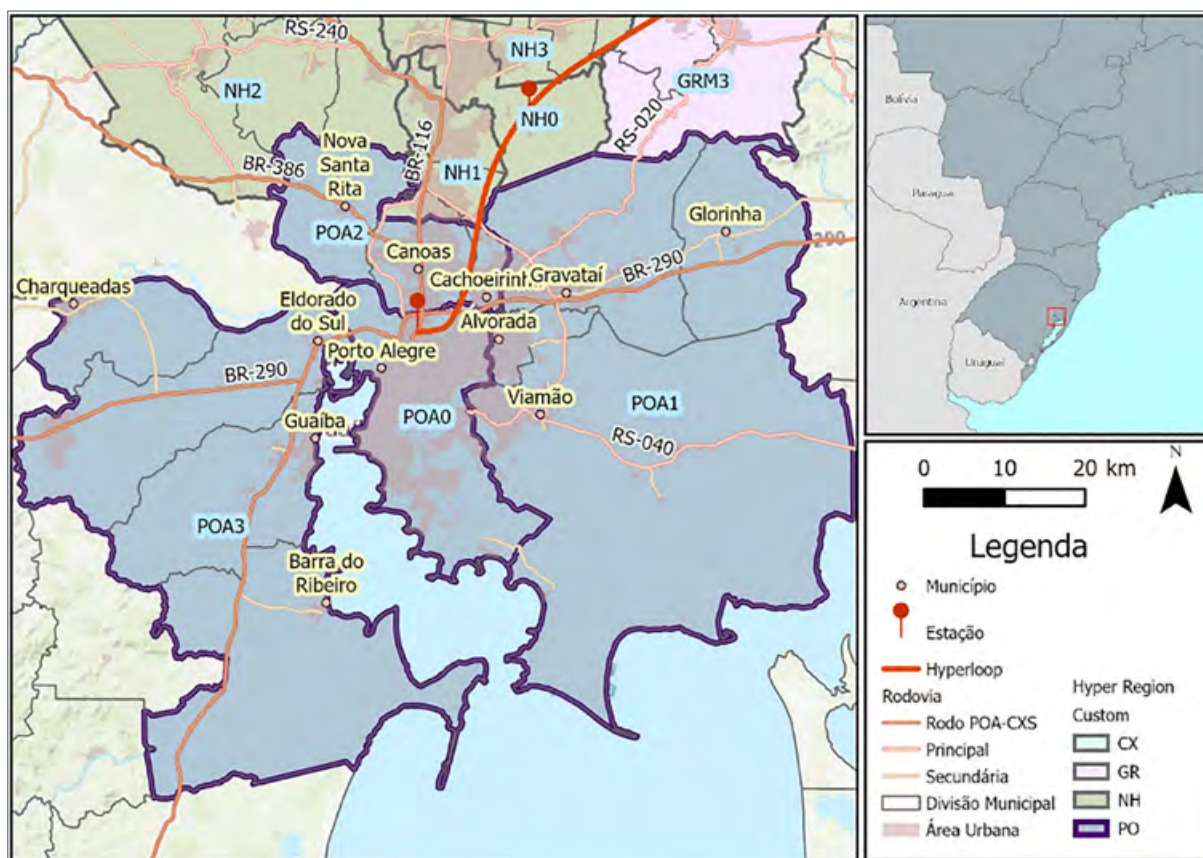 RS-240
NH3
NH2
GRM3
NH0
RS-020
BR-116
Nova
Santa
Rita
BR-386
NH1
POA2
Glorinha
Canoas
BR-290
Charqueadas
Cachoeirinh
Gravataí
Eldorado
do Sul
Alvorada
Porto Alegre
BR-290
Viamão
POA1
POA0
Guaíba
RS-040
POA3
Barra do
Ribeiro
Bolívia
Paraguai
Argentina
Uruguai
0 10 20 km
N
Legenda
Município
Estação
Hyperloop
Rodovia
Rodo POA-CXS
Principal
Secundária
Divisão Municipal
Área Urbana
Hyper Region
Custom
CX
GR
NH
PO